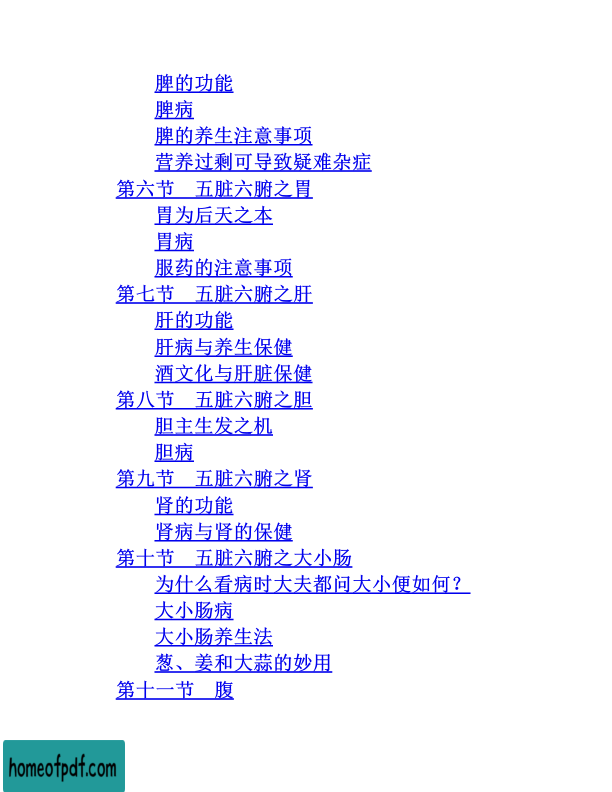 脾的功能
脾病
脾的养生注意事项
营养过剩可导致疑难杂症
第六节　五脏六腑之胃
胃为后天之本
胃病
服药的注意事项
第七节　五脏六腑之肝
肝的功能
肝病与养生保健
酒文化与肝脏保健
第八节　五脏六腑之胆
胆主生发之机
胆病
第九节　五脏六腑之肾
肾的功能
肾病与肾的保健
第十节　五脏六腑之大小肠
为什么看病时大夫都问大小便如何？
大小肠病
大小肠养生法
葱、姜和大蒜的妙用
第十一节　腹
homeofpdf.com